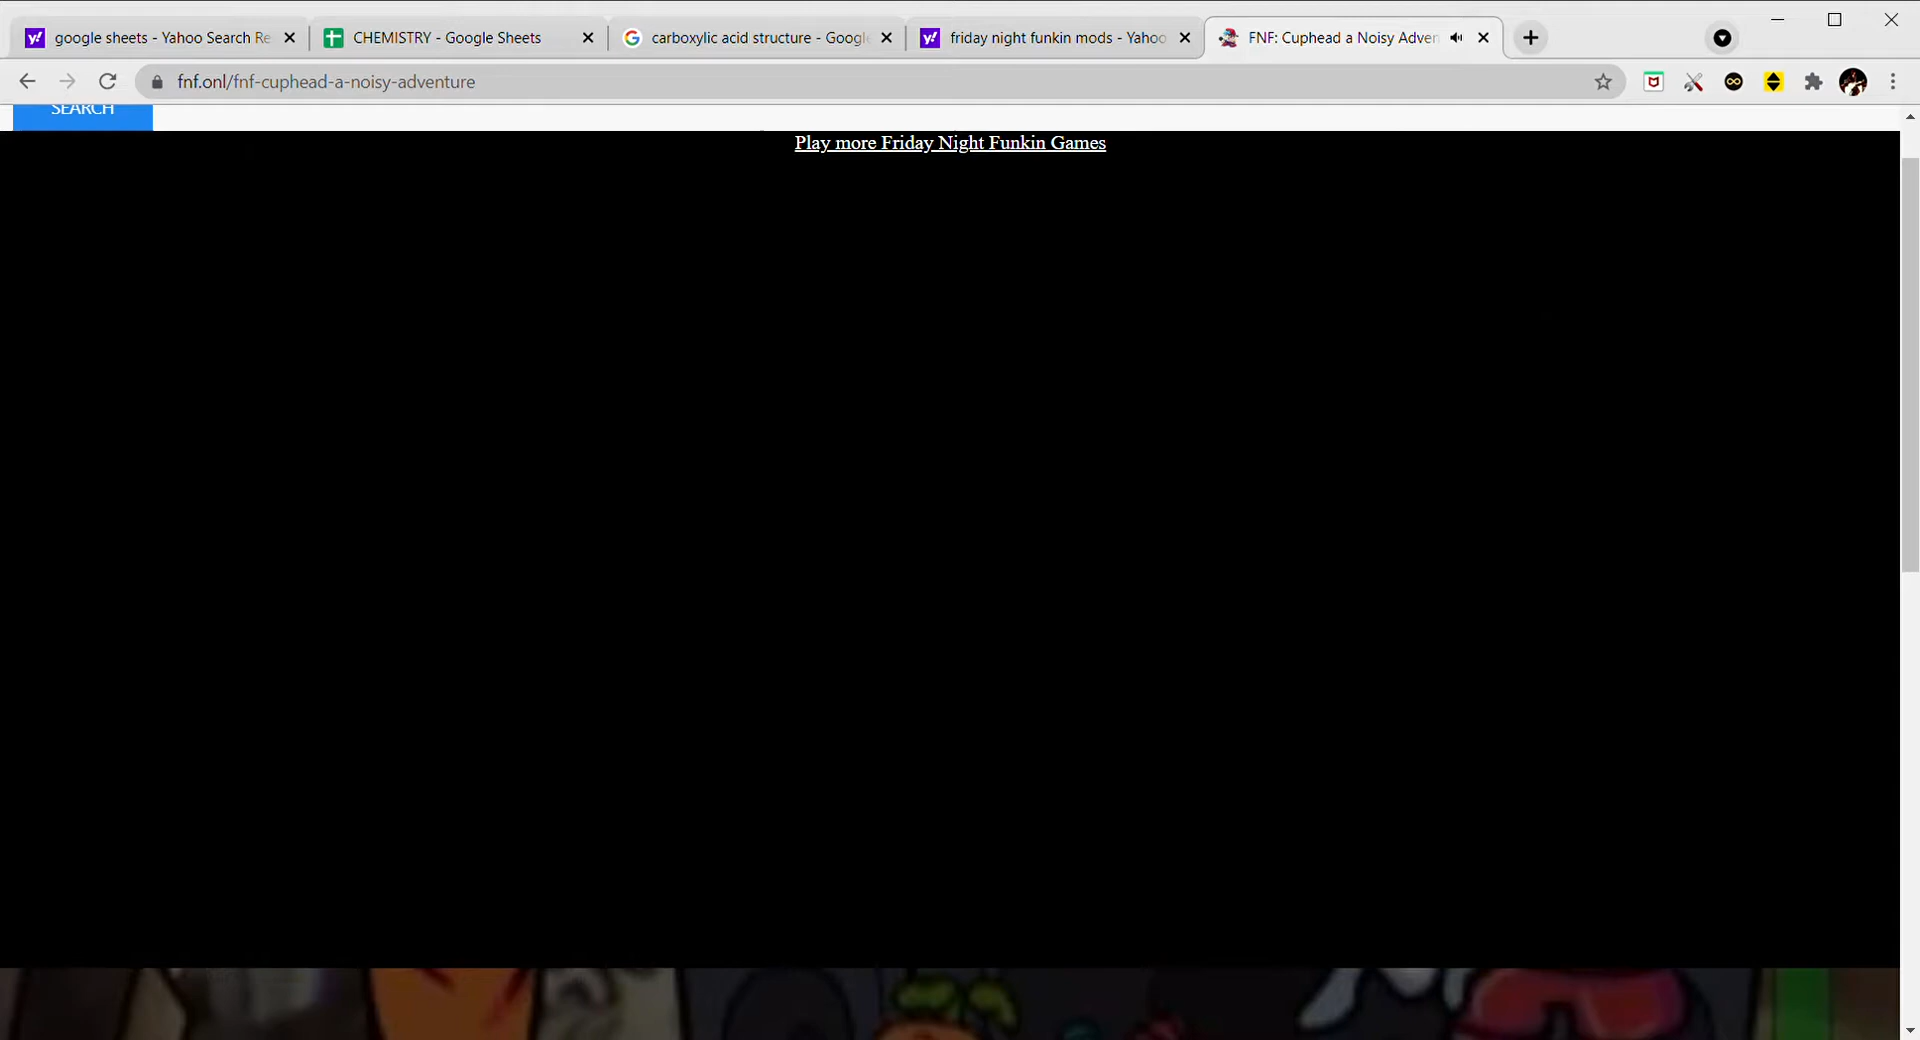 google sheets - Yahoo Search Re
CHEMISTRY - Google Sheets
carboxylic acid structure - Googl
friday night funkin mods - Yahoo
FNF: Cuphead a Noisy Adven
fnf.onl/fnf-cuphead-a-noisy-adventure
SEARCH
Play more Friday Night Funkin Games